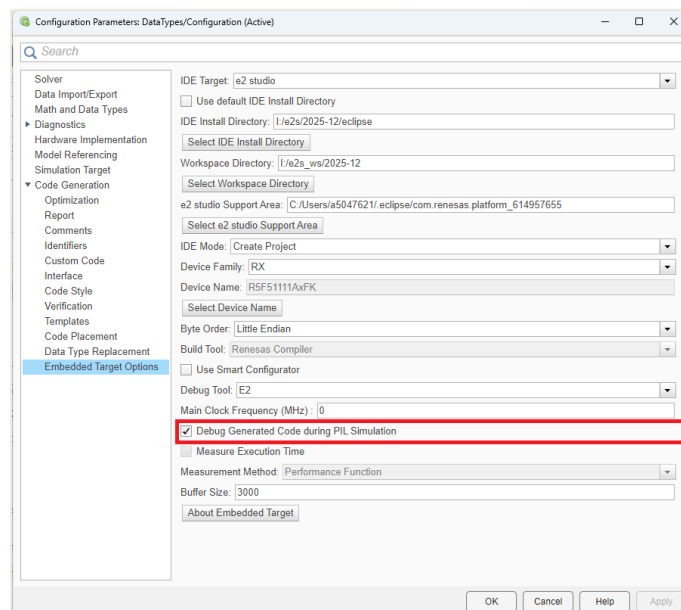 Configuration Parameters: DataTypes/Configuration (Active)
Search
Solver
Data Import/Export
Math and Data Types
Diagnostics
Hardware Implementation
Model Referencing
Simulation Target
Code Generation
Optimization
Report
Comments
Identifiers
Custom Code
Interface
Code Style
Verification
Templates
Code Placement
Data Type Replacement
Embedded Target Options
IDE Target: e2 studio
Use default IDE Install Directory
IDE Install Directory: I:/e2s/2025-12/eclipse
Select IDE Install Directory
Workspace Directory: I:/e2s_ws/2025-12
Select Workspace Directory
e2 studio Support Area: C:/Users/a5047621/.eclipse/com.renesas.platform_614957655
Select e2 studio Support Area
IDE Mode: Create Project
Device Family: RX
Device Name: R5F51111AxFK
Select Device Name
Byte Order: Little Endian
Build Tool: Renesas Compiler
Use Smart Configurator
Debug Tool: E2
Main Clock Frequency (MHz) : 0
Debug Generated Code during PIL Simulation
Measure Execution Time
Measurement Method: Performance Function
Buffer Size: 3000
About Embedded Target
OK Cancel Help Apply